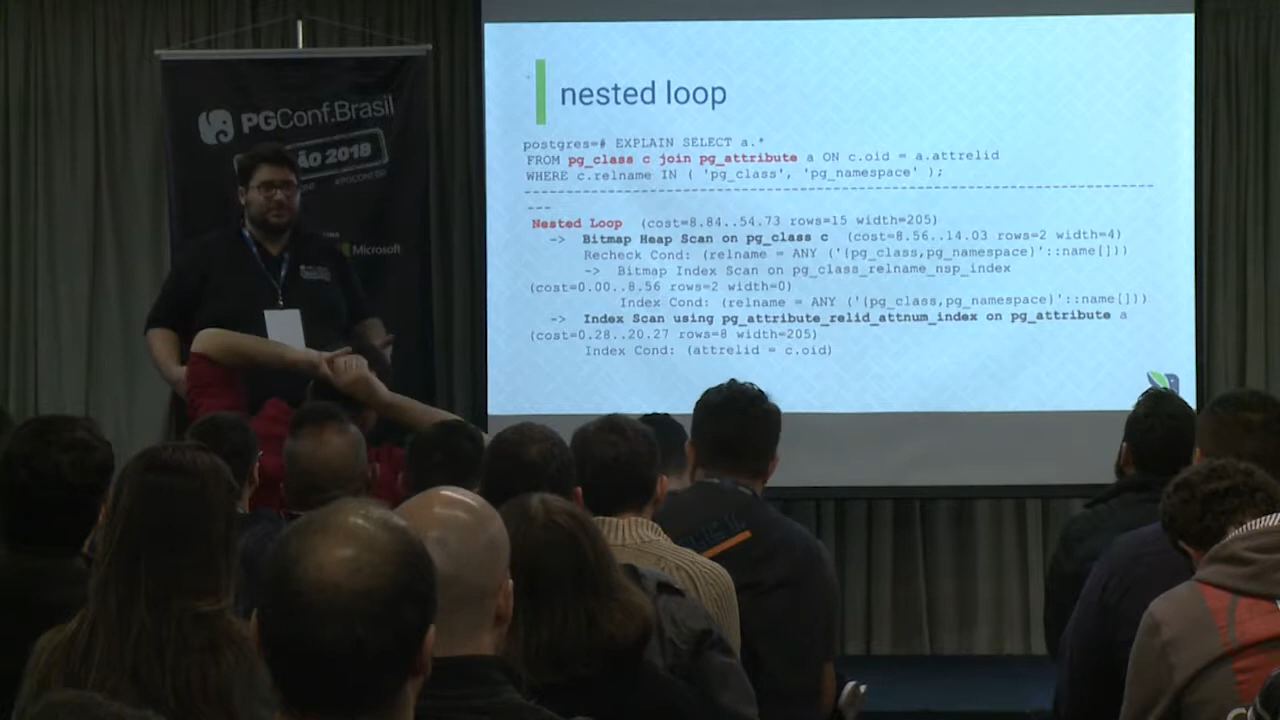 PGConf.Brasil
ÃO 2018
Microsoft
nested loop
postgres=# EXPLAIN SELECT a.*
FROM pg_class c join pg_attribute a ON c.oid = a.attrelid
WHERE c.relname IN ( 'pg_class', 'pg_namespace' );
---
Nested Loop (cost=8.84..54.73 rows=15 width=205)
-> Bitmap Heap Scan on pg_class c (cost=8.56..14.03 rows=2 width=4)
Recheck Cond: (relname = ANY ('{pg_class,pg_namespace}'::name[]))
-> Bitmap Index Scan on pg_class_relname_nsp_index
(cost=0.00..8.56 rows=2 width=0)
Index Cond: (relname = ANY ('{pg_class,pg_namespace}'::name[]))
-> Index Scan using pg_attribute_relid_attnum_index on pg_attribute a
(cost=0.28..20.27 rows=8 width=205)
Index Cond: (attrelid = c.oid)